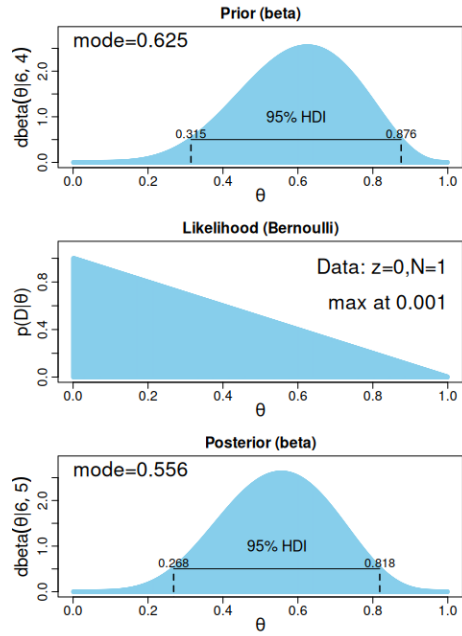 Prior (beta)
mode=0.625
dbeta(θ|6, 4)
0.0 1.0 2.0
95% HDI
0.315 0.876
0.0 0.2 0.4 0.6 0.8 1.0
θ
Likelihood (Bernoulli)
Data: z=0,N=1
max at 0.001
p(D|θ)
0.0 0.4 0.8
0.0 0.2 0.4 0.6 0.8 1.0
θ
Posterior (beta)
mode=0.556
dbeta(θ|6, 5)
0.0 1.0 2.0
95% HDI
0.268 0.818
0.0 0.2 0.4 0.6 0.8 1.0
θ